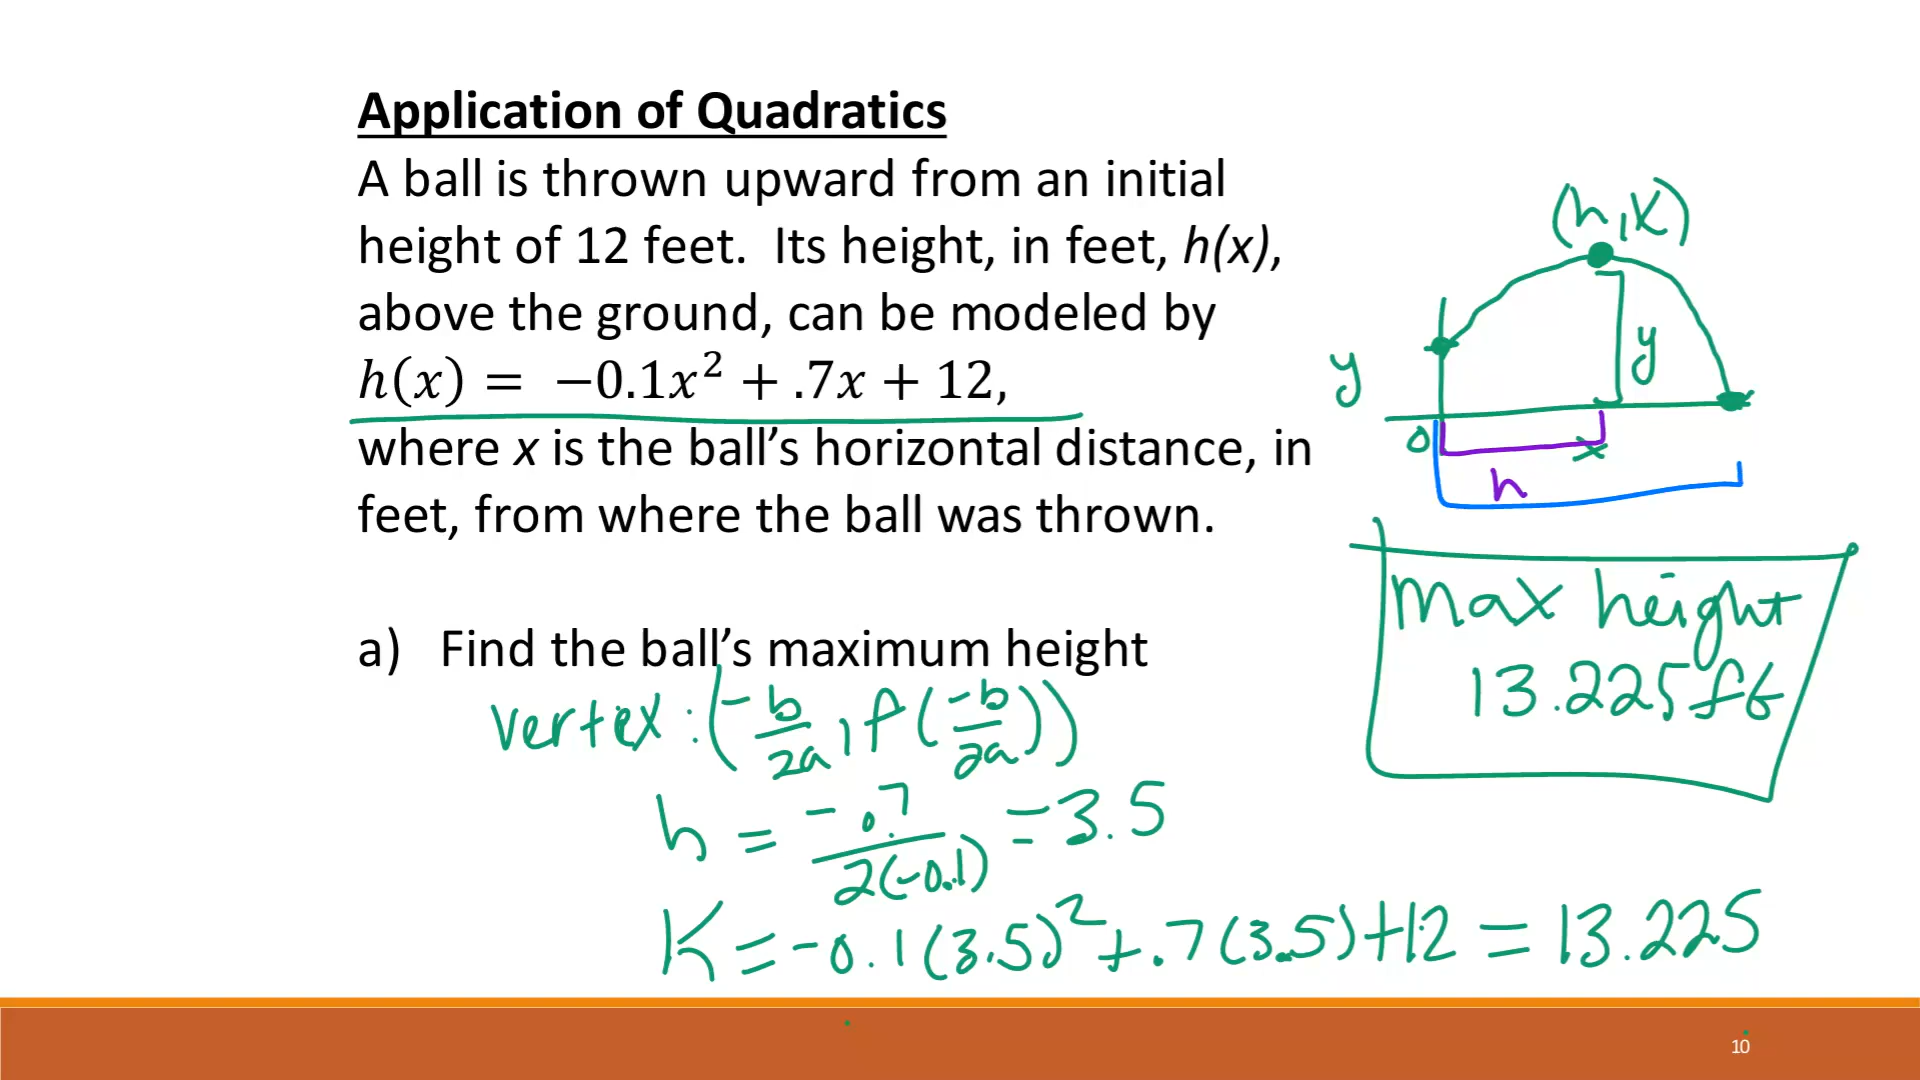 Application of Quadratics
A ball is thrown upward from an initial
height of 12 feet.  Its height, in feet, h(x),
above the ground, can be modeled by
h(x) = −0.1x² + .7x + 12,
where x is the ball’s horizontal distance, in
feet, from where the ball was thrown.
(h,K)
y
y
0
x
h
max height
13.225 ft
a) Find the ball’s maximum height
vertex: (-b/2a, f(-b/2a))
h = -0.7/2(-0.1) = 3.5
K = -0.1(3.5)² + .7(3.5) + 12 = 13.225
10